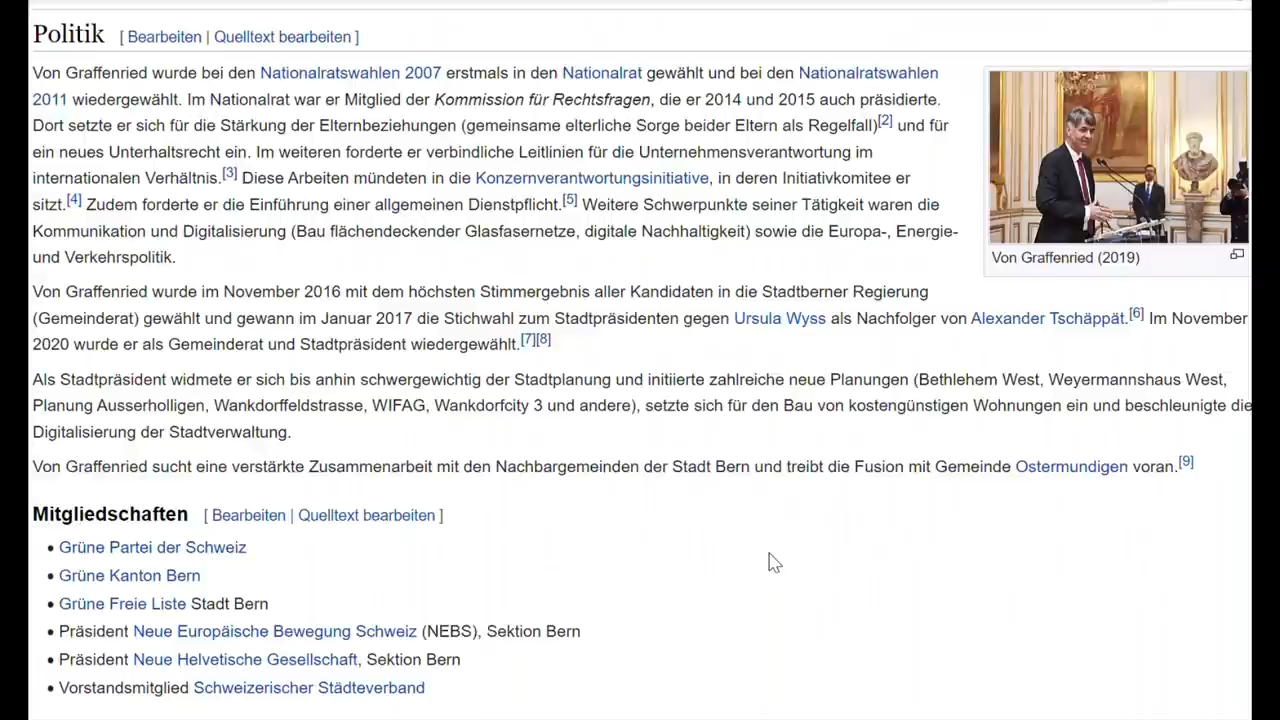 Politik [ Bearbeiten | Quelltext bearbeiten ]
Von Graffenried wurde bei den Nationalratswahlen 2007 erstmals in den Nationalrat gewählt und bei den Nationalratswahlen
2011 wiedergewählt. Im Nationalrat war er Mitglied der Kommission für Rechtsfragen, die er 2014 und 2015 auch präsidierte.
Dort setzte er sich für die Stärkung der Elternbeziehungen (gemeinsame elterliche Sorge beider Eltern als Regelfall)[2] und für
ein neues Unterhaltsrecht ein. Im weiteren forderte er verbindliche Leitlinien für die Unternehmensverantwortung im
internationalen Verhältnis.[3] Diese Arbeiten mündeten in die Konzernverantwortungsinitiative, in deren Initiativkomitee er
sitzt.[4] Zudem forderte er die Einführung einer allgemeinen Dienstpflicht.[5] Weitere Schwerpunkte seiner Tätigkeit waren die
Kommunikation und Digitalisierung (Bau flächendeckender Glasfasernetze, digitale Nachhaltigkeit) sowie die Europa-, Energie-
und Verkehrspolitik.
Von Graffenried (2019)
Von Graffenried wurde im November 2016 mit dem höchsten Stimmergebnis aller Kandidaten in die Stadtberner Regierung
(Gemeinderat) gewählt und gewann im Januar 2017 die Stichwahl zum Stadtpräsidenten gegen Ursula Wyss als Nachfolger von Alexander Tschäppät.[6] Im November
2020 wurde er als Gemeinderat und Stadtpräsident wiedergewählt.[7][8]
Als Stadtpräsident widmete er sich bis anhin schwergewichtig der Stadtplanung und initiierte zahlreiche neue Planungen (Bethlehem West, Weyermannshaus West,
Planung Ausserholligen, Wankdorffeldstrasse, WIFAG, Wankdorfcity 3 und andere), setzte sich für den Bau von kostengünstigen Wohnungen ein und beschleunigte die
Digitalisierung der Stadtverwaltung.
Von Graffenried sucht eine verstärkte Zusammenarbeit mit den Nachbargemeinden der Stadt Bern und treibt die Fusion mit Gemeinde Ostermundigen voran.[9]
Mitgliedschaften [ Bearbeiten | Quelltext bearbeiten ]
• Grüne Partei der Schweiz
• Grüne Kanton Bern
• Grüne Freie Liste Stadt Bern
• Präsident Neue Europäische Bewegung Schweiz (NEBS), Sektion Bern
• Präsident Neue Helvetische Gesellschaft, Sektion Bern
• Vorstandsmitglied Schweizerischer Städteverband